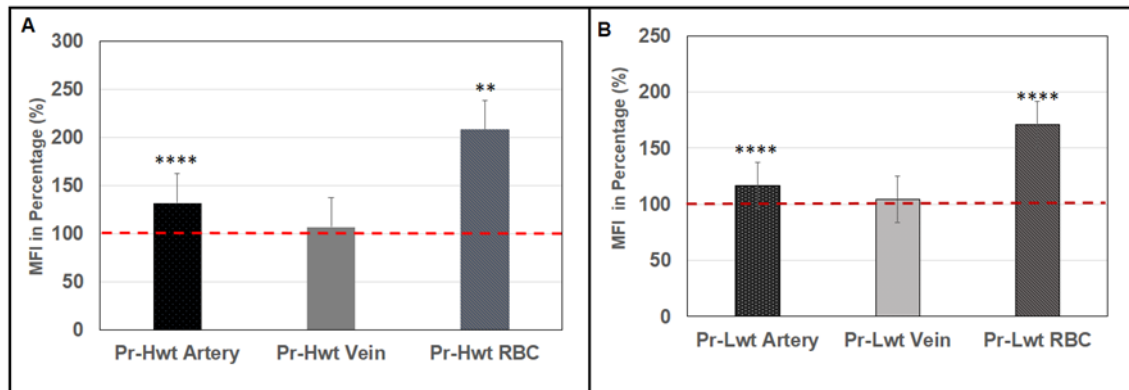 A
MFI in Percentage (%)
300
250
200
150
100
50
0
****
**
Pr-Hwt Artery
Pr-Hwt Vein
Pr-Hwt RBC
B
MFI in Percentage (%)
250
200
150
100
50
0
****
****
Pr-Lwt Artery
Pr-Lwt Vein
Pr-Lwt RBC